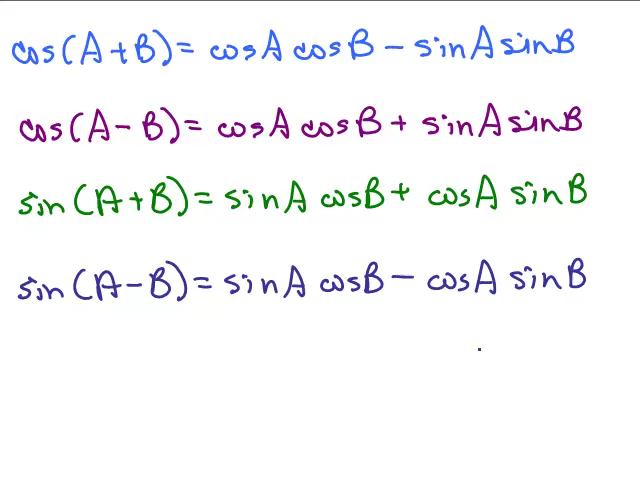 cos(A+B)= cosA cosB − sinA sinB
cos(A−B)= cosA cosB + sinA sinB
sin(A+B)= sinA cosB + cosA sinB
sin(A−B)= sinA cosB − cosA sinB